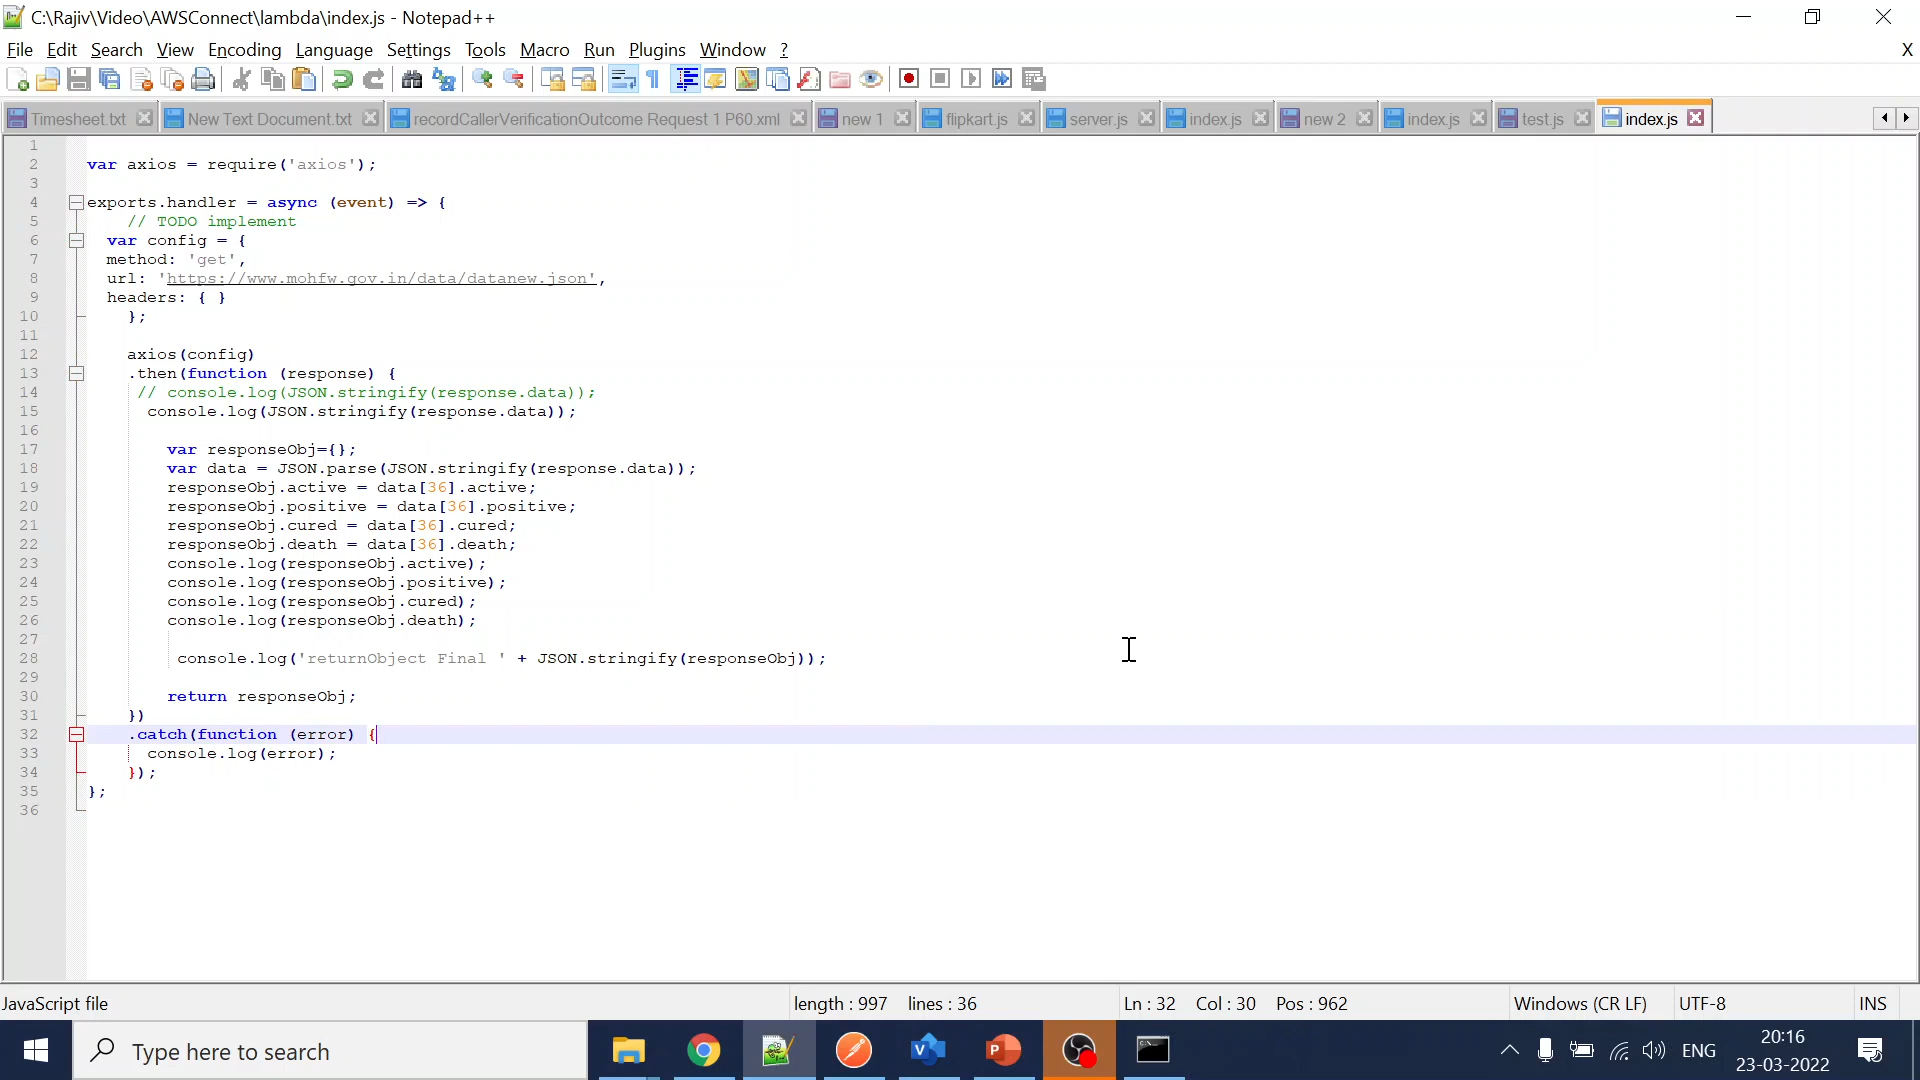 C:\Rajiv\Video\AWSConnect\lambda\index.js - Notepad++
File Edit Search View Encoding Language Settings Tools Macro Run Plugins Window ? X
Timesheet.txt New Text Document.txt recordCallerVerificationOutcome Request 1 P60.xml new 1 flipkart.js server.js index.js new 2 index.js test.js index.js
1
2 var axios = require('axios');
3
4 exports.handler = async (event) => {
5 // TODO implement
6 var config = {
7 method: 'get',
8 url: 'https://www.mohfw.gov.in/data/datanew.json',
9 headers: { }
10 };
11
12 axios(config)
13 .then(function (response) {
14 // console.log(JSON.stringify(response.data));
15 console.log(JSON.stringify(response.data));
16
17 var responseObj={};
18 var data = JSON.parse(JSON.stringify(response.data));
19 responseObj.active = data[36].active;
20 responseObj.positive = data[36].positive;
21 responseObj.cured = data[36].cured;
22 responseObj.death = data[36].death;
23 console.log(responseObj.active);
24 console.log(responseObj.positive);
25 console.log(responseObj.cured);
26 console.log(responseObj.death);
27
28 console.log('returnObject Final ' + JSON.stringify(responseObj));
29
30 return responseObj;
31 })
32 .catch(function (error) {
33 console.log(error);
34 });
35 };
36
JavaScript file length : 997 lines : 36 Ln : 32 Col : 30 Pos : 962 Windows (CR LF) UTF-8 INS
Type here to search ENG 20:16
23-03-2022